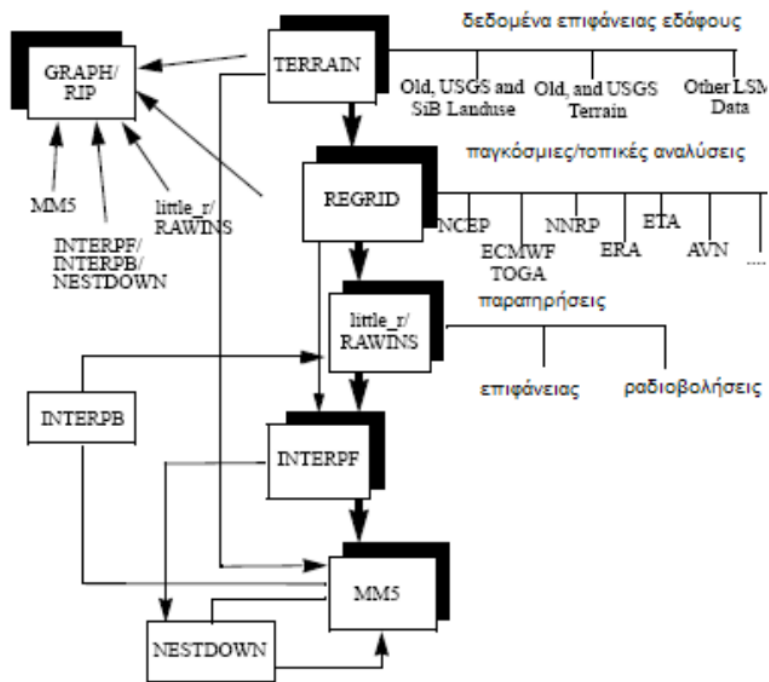 δεδομένα επιφάνειας εδάφους
GRAPH/
RIP
TERRAIN
Old, USGS and
SiB Landuse
Old, and USGS
Terrain
Other LSM
Data
παγκόσμιες/τοπικές αναλύσεις
MM5
little_r/
RAWINS
INTERPF/
INTERPB/
NESTDOWN
REGRID
NCEP
ECMWF
TOGA
NNRP
ERA
ETA
AVN
....
παρατηρήσεις
little_r/
RAWINS
επιφάνειας
ραδιοβολήσεις
INTERPB
INTERPF
MM5
NESTDOWN